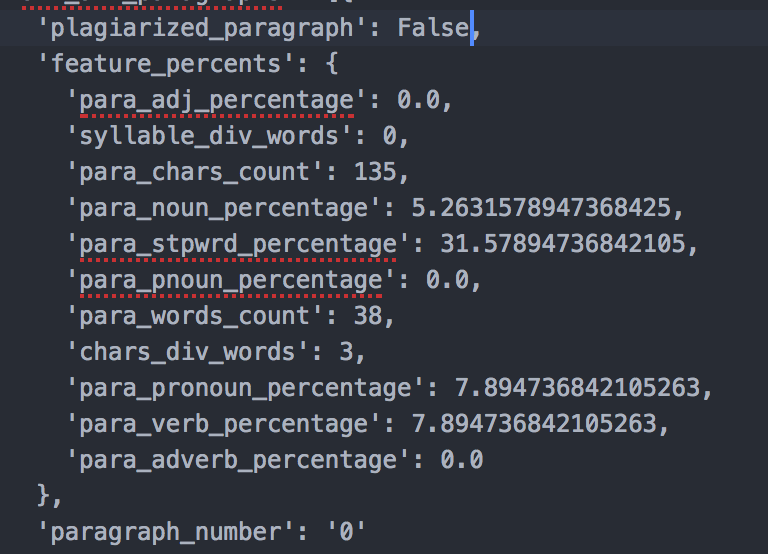 'plagiarized_paragraph': False,
'feature_percents': {
'para_adj_percentage': 0.0,
'syllable_div_words': 0,
'para_chars_count': 135,
'para_noun_percentage': 5.2631578947368425,
'para_stpwrd_percentage': 31.57894736842105,
'para_pnoun_percentage': 0.0,
'para_words_count': 38,
'chars_div_words': 3,
'para_pronoun_percentage': 7.894736842105263,
'para_verb_percentage': 7.894736842105263,
'para_adverb_percentage': 0.0
},
'paragraph_number': '0'